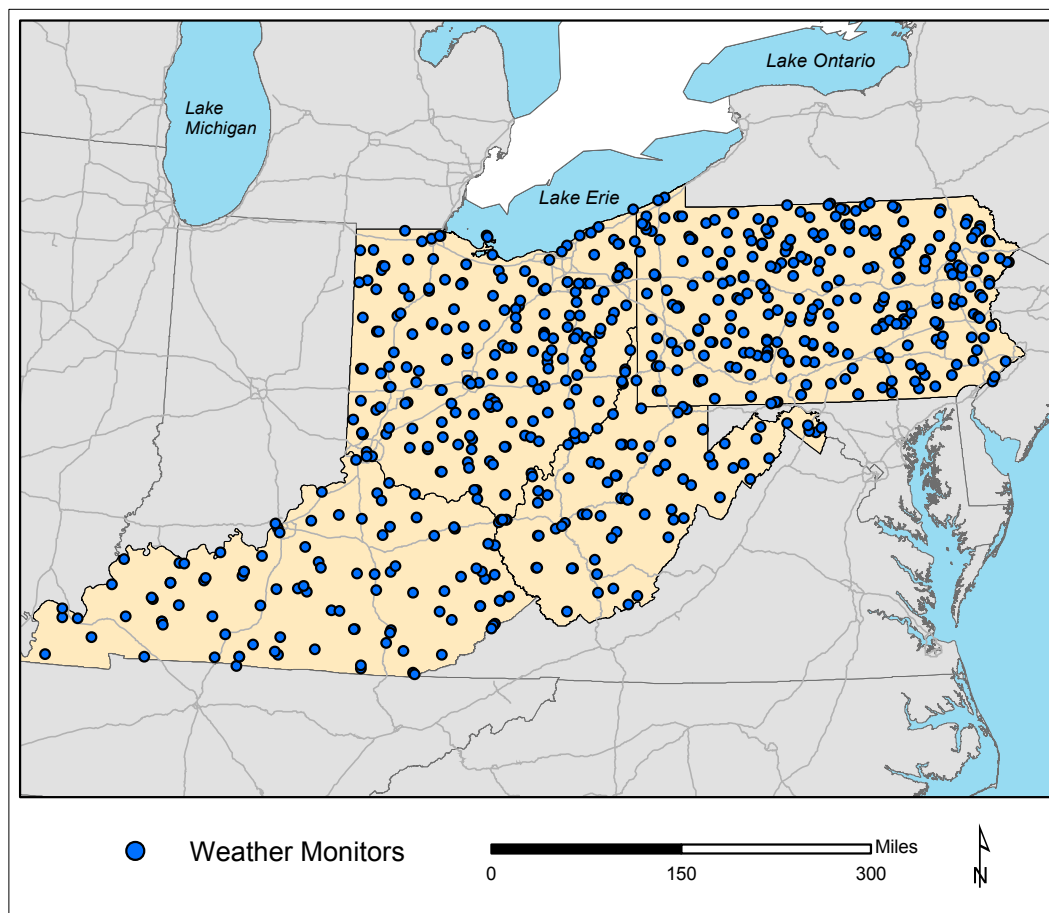 Lake Ontario
Lake
Michigan
Lake Erie
Weather Monitors
Miles
0
150
300
N